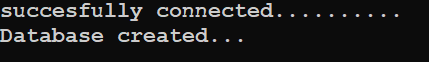 succesfully connected..........
Database created...